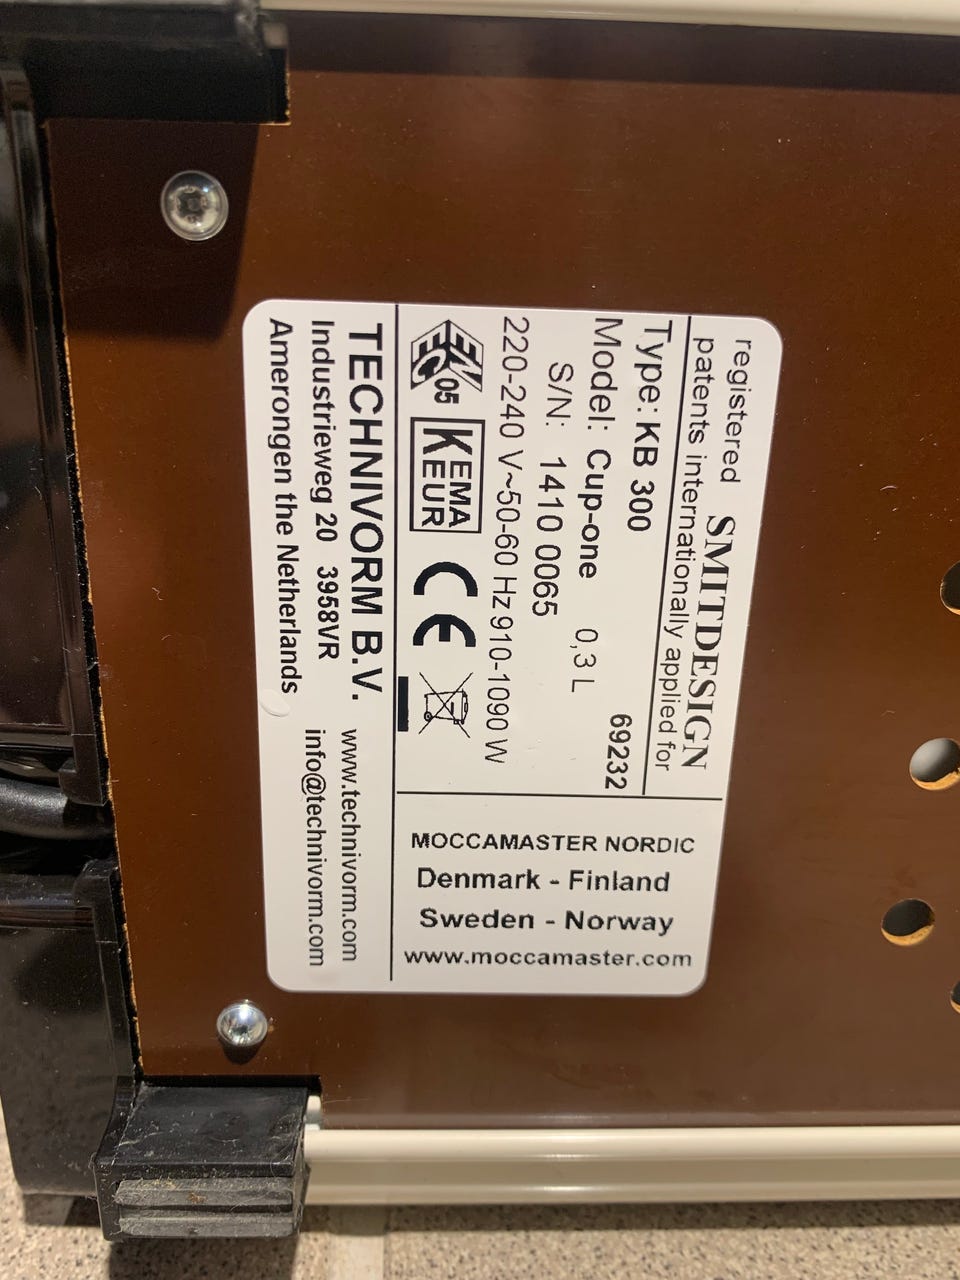 registered SMITDESIGN
patents internationally applied for
Type: KB 300
69232
Model: Cup-one 0,3 L
S/N: 1410 0065
220-240 V~50-60 Hz 910-1090 W
ENEC 05
KEMA
KEUR
CE
TECHNIVORM B.V.
Industrieweg 20 3958VR
Amerongen the Netherlands
www.technivorm.com
info@technivorm.com
MOCCAMASTER NORDIC
Denmark - Finland
Sweden - Norway
www.moccamaster.com